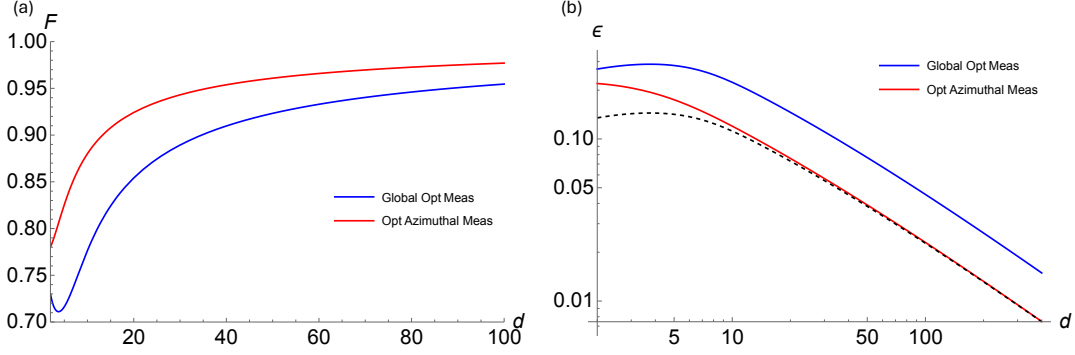 (a)
F
1.00
0.95
0.90
0.85
0.80
0.75
0.70
20
40
60
80
100
d
Global Opt Meas
Opt Azimuthal Meas
(b)
ϵ
0.10
0.05
0.01
5
10
50
100
d
Global Opt Meas
Opt Azimuthal Meas